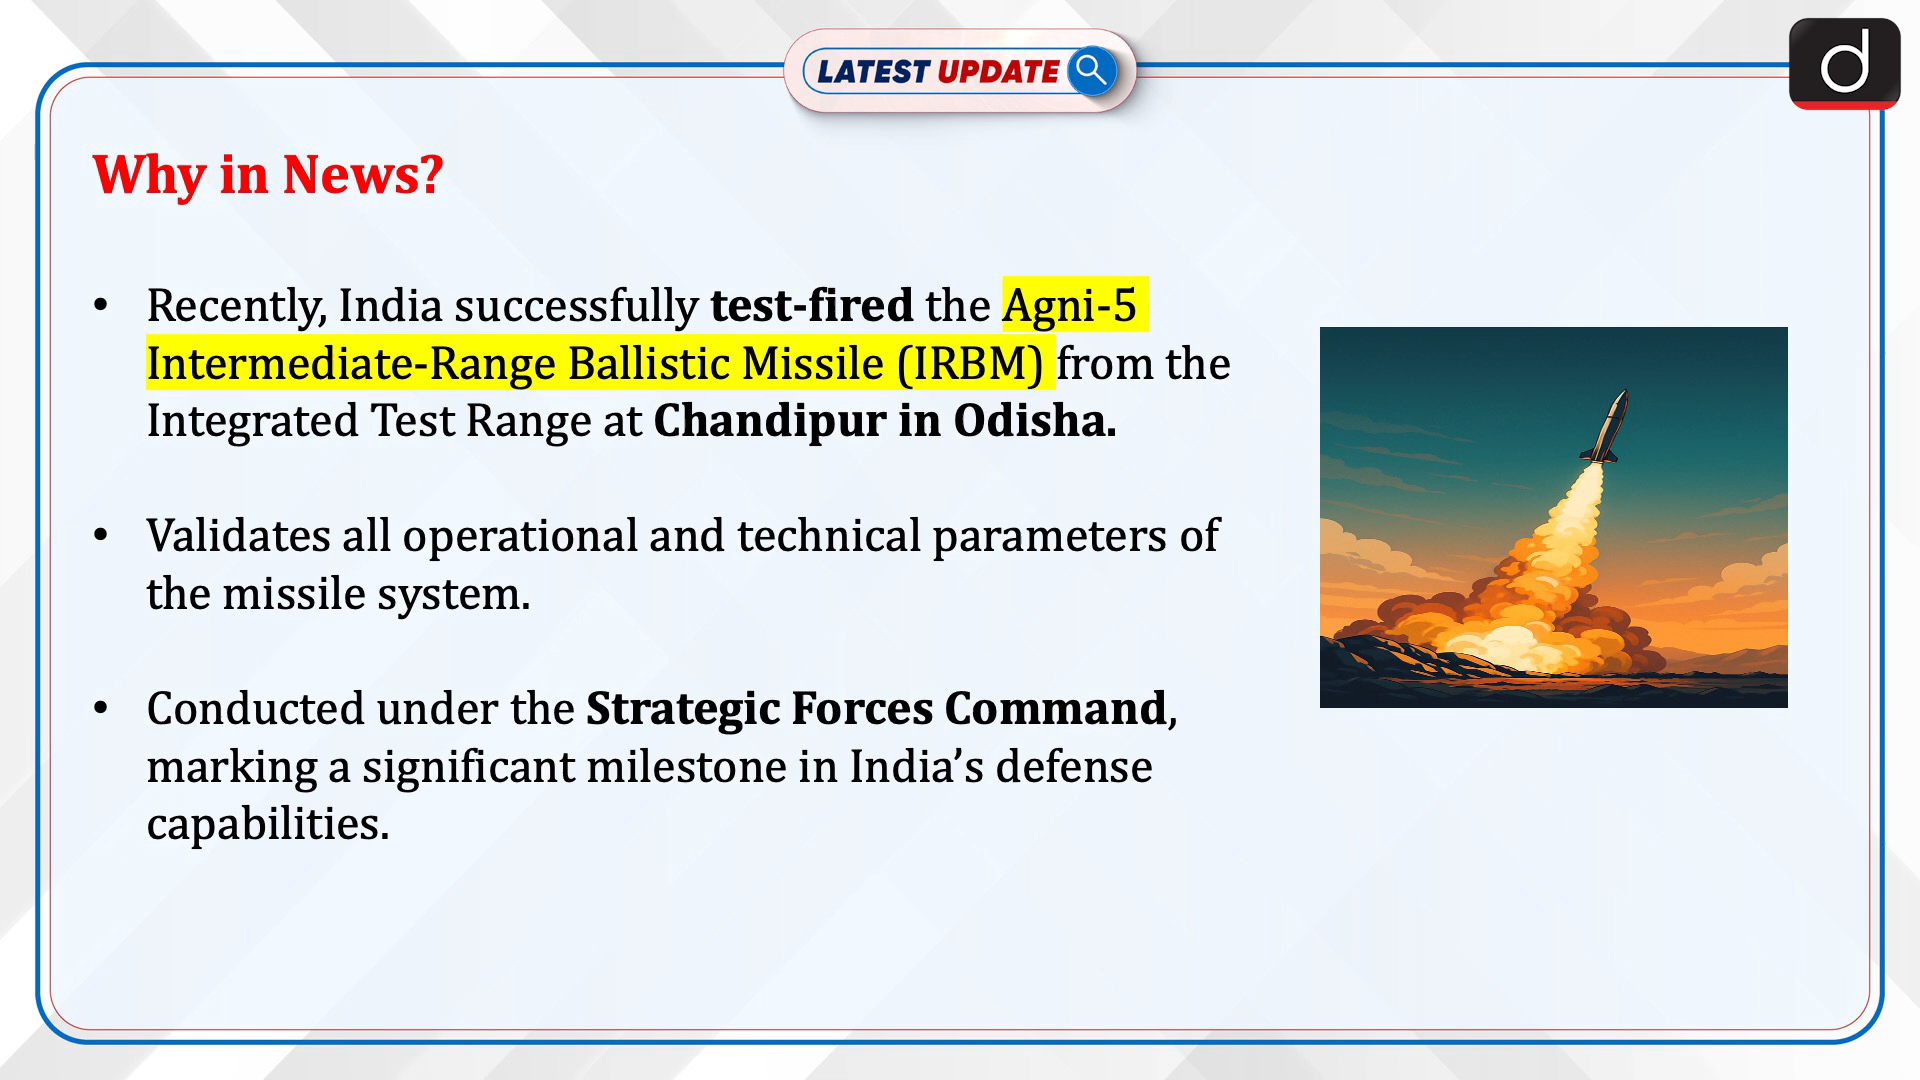 LATEST UPDATE
d
Why in News?
• Recently, India successfully test-fired the Agni-5
Intermediate-Range Ballistic Missile (IRBM) from the
Integrated Test Range at Chandipur in Odisha.
• Validates all operational and technical parameters of
the missile system.
• Conducted under the Strategic Forces Command,
marking a significant milestone in India’s defense
capabilities.